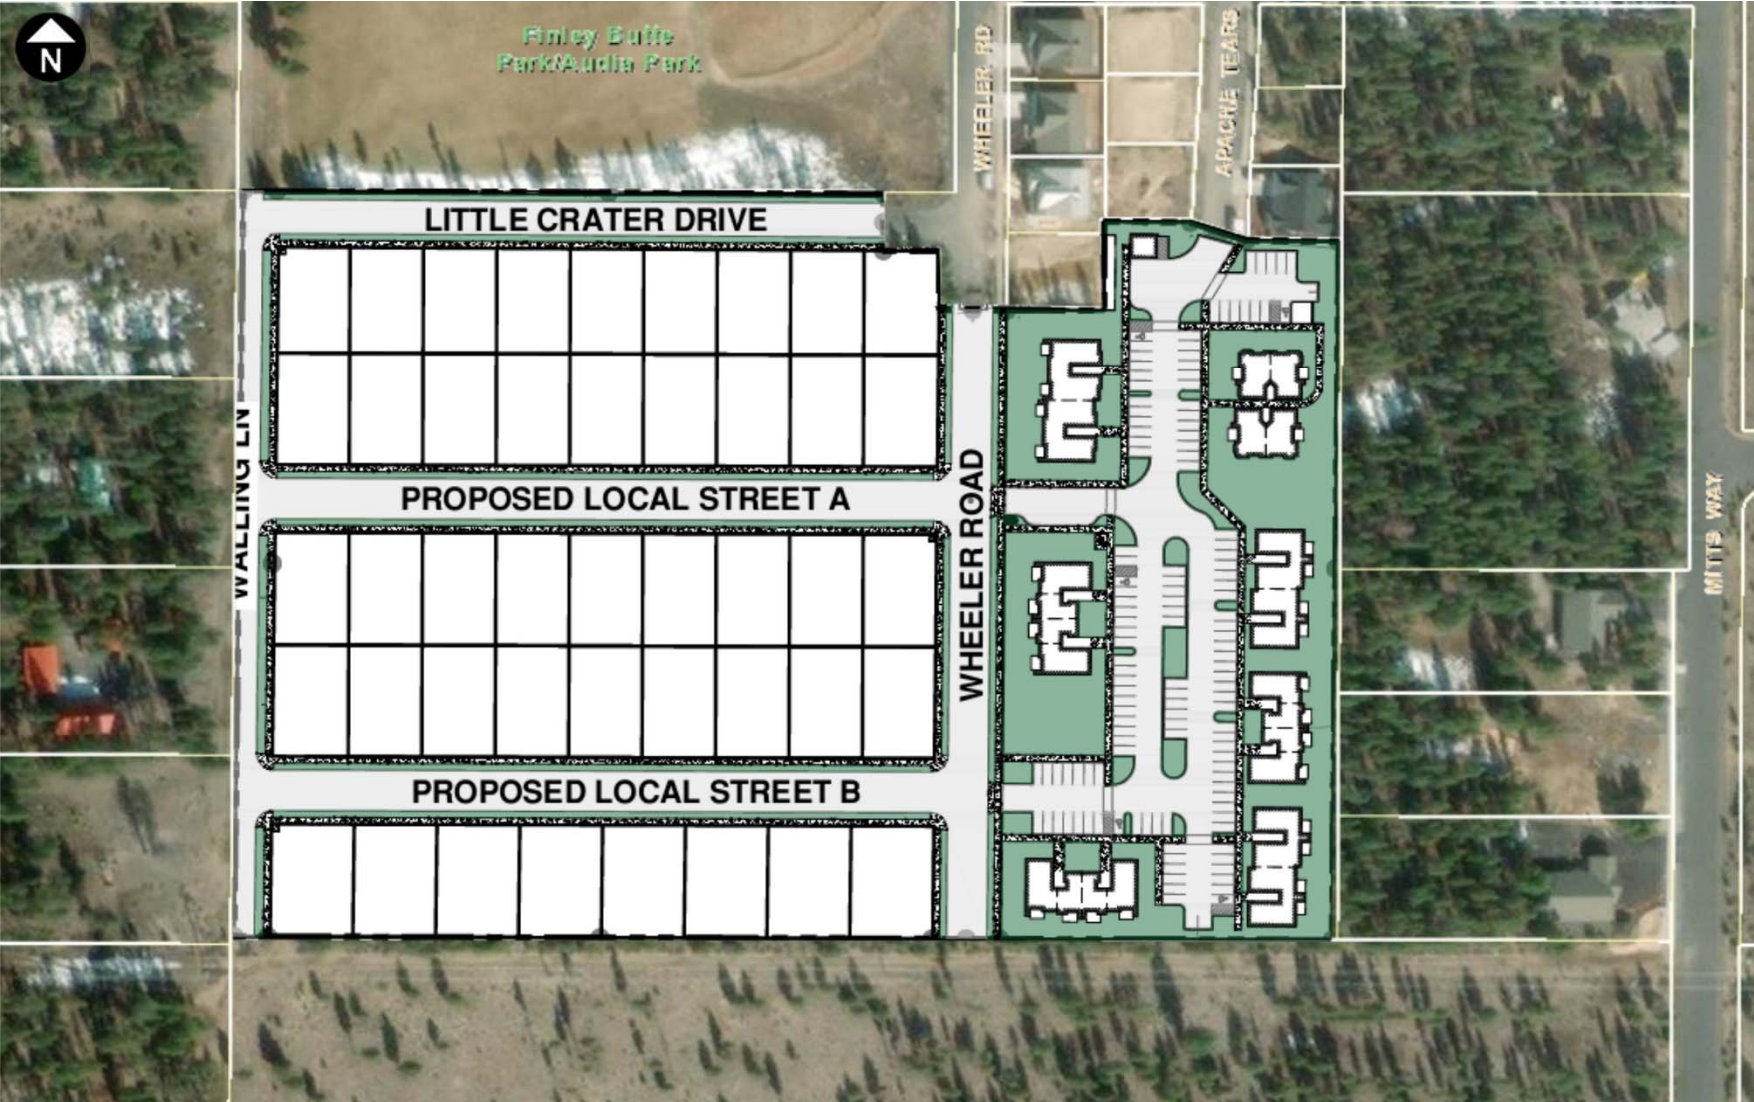 N
Finley Butte
Park/Audia Park
WHEELER RD
APACHE TEARS
LITTLE CRATER DRIVE
WALLING LN
PROPOSED LOCAL STREET A
WHEELER ROAD
MITTS WAY
PROPOSED LOCAL STREET B